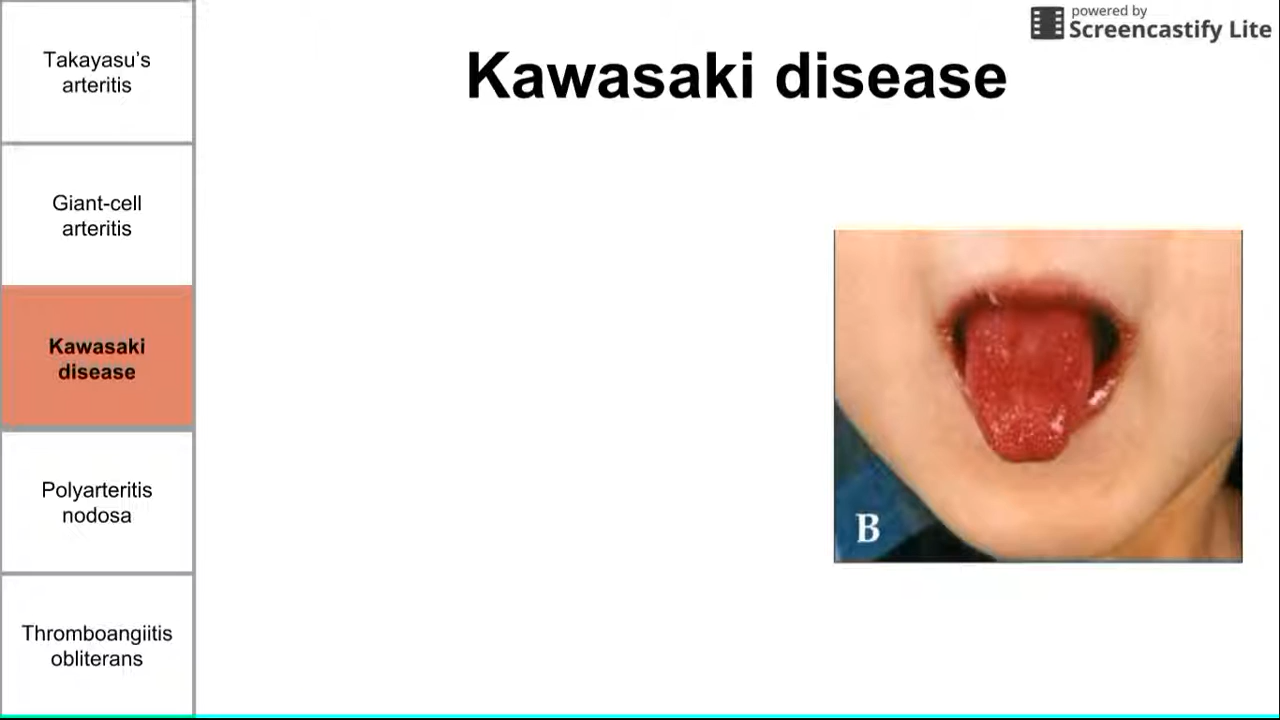 powered by
Screencastify Lite
Kawasaki disease
Takayasu's
arteritis
Giant-cell
arteritis
Kawasaki
disease
Polyarteritis
nodosa
Thromboangiitis
obliterans
B